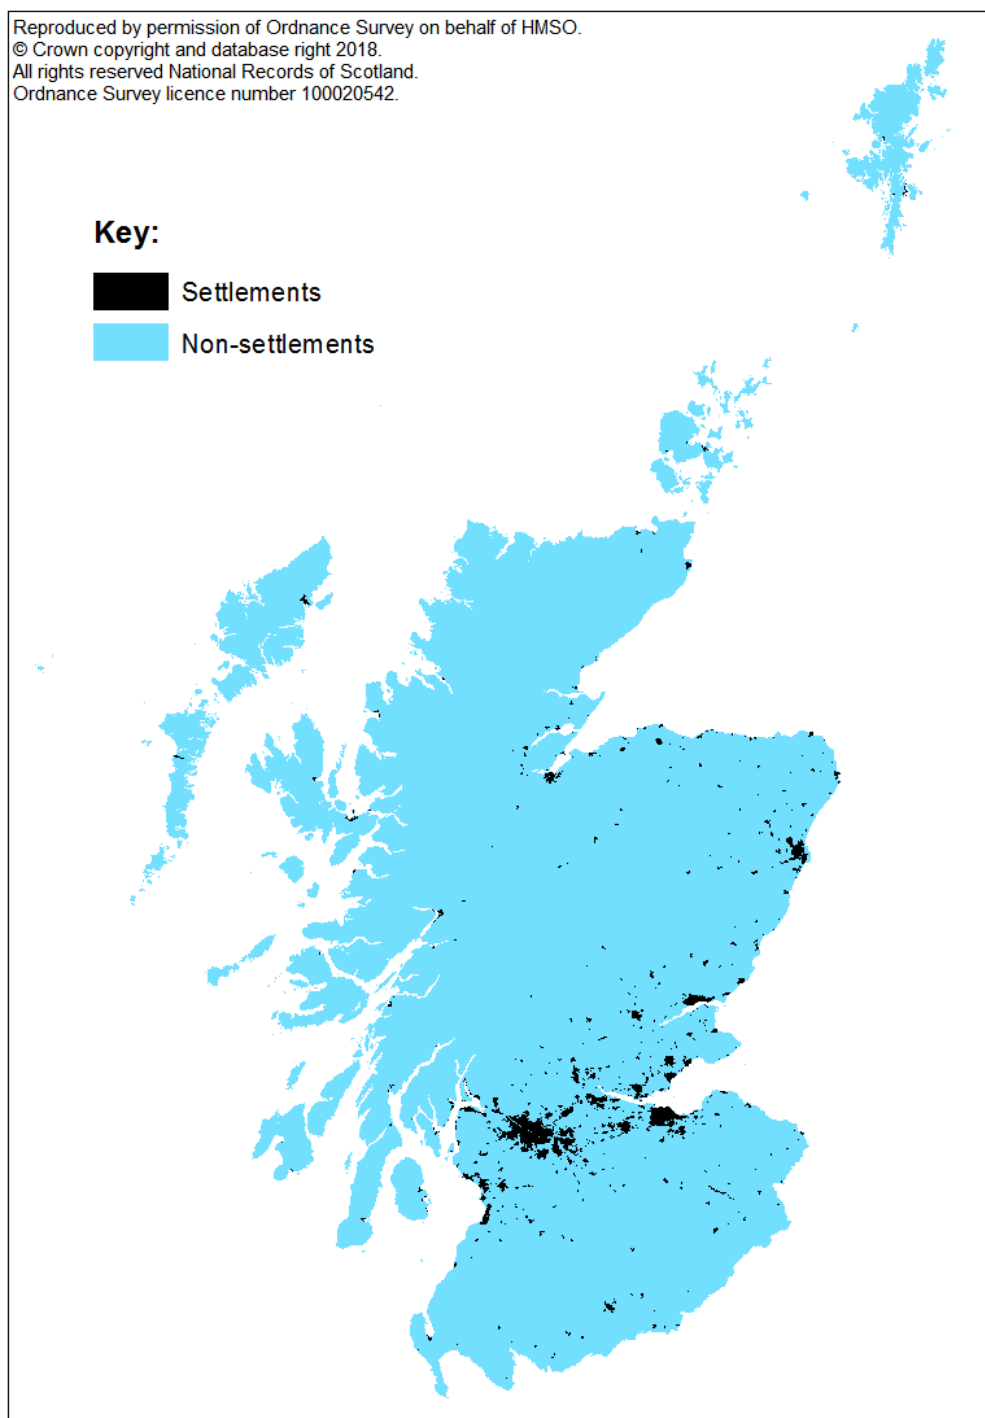 Reproduced by permission of Ordnance Survey on behalf of HMSO.
© Crown copyright and database right 2018.
All rights reserved National Records of Scotland.
Ordnance Survey licence number 100020542.
Key:
Settlements
Non-settlements